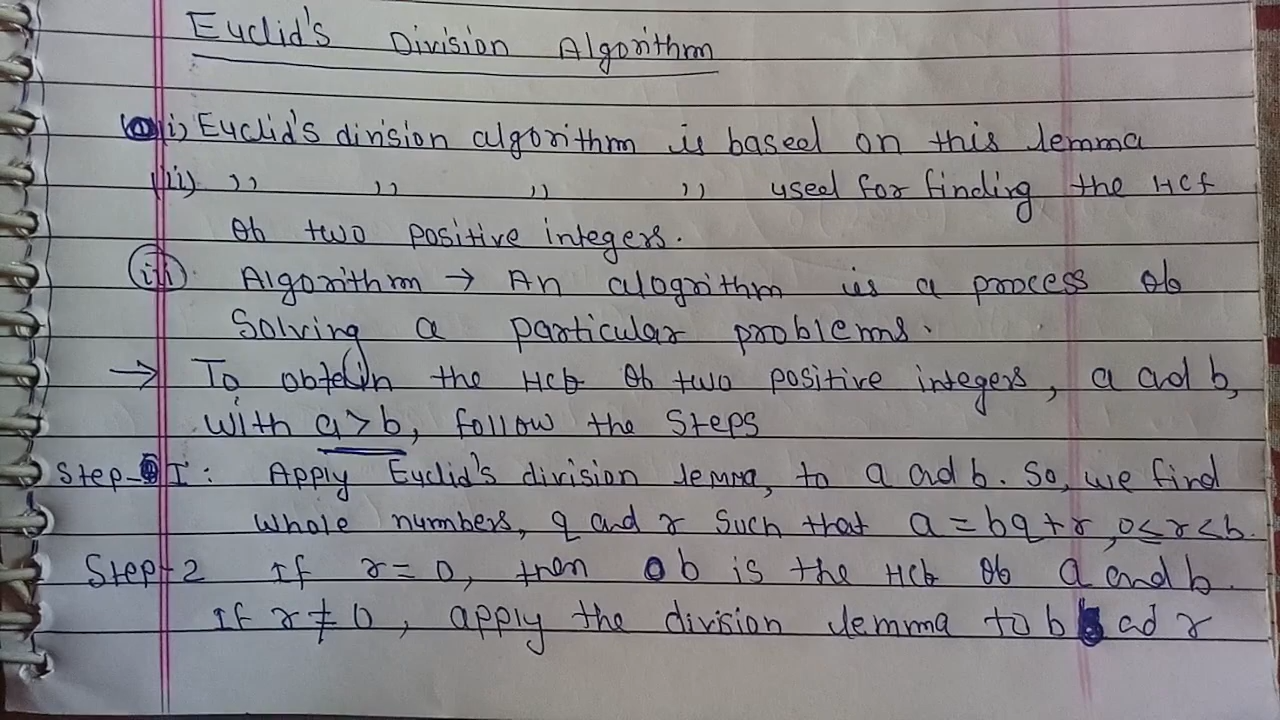 Euclid's Division Algorithm
(i) Euclid's division algorithm is based on this lemma
(ii) ,, ,, ,, ,, used for finding the HCf
Of two positive integers.
(iii) Algorithm → An alogrithm is a process Of
Solving a particular problems.
→ To obtain the HCf Of two positive integers, a and b,
with a > b, follow the Steps
Step-I : Apply Euclid's division lemma, to a and b. So, we find
whole numbers, q and r Such that a = bq + r, 0 ≤ r < b.
Step-2 If r = 0, then b is the HCf Of a and b.
If r ≠ 0, apply the division lemma to b ad r